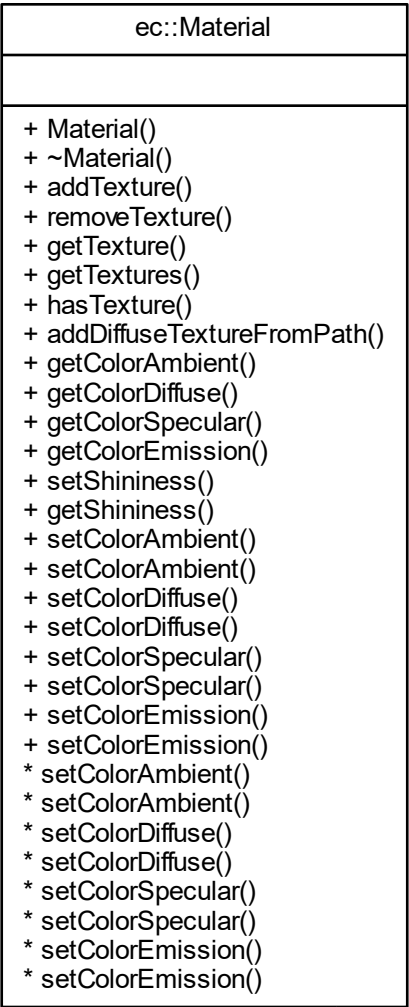 ec::Material
+ Material()
+ ~Material()
+ addTexture()
+ removeTexture()
+ getTexture()
+ getTextures()
+ hasTexture()
+ addDiffuseTextureFromPath()
+ getColorAmbient()
+ getColorDiffuse()
+ getColorSpecular()
+ getColorEmission()
+ setShininess()
+ getShininess()
+ setColorAmbient()
+ setColorAmbient()
+ setColorDiffuse()
+ setColorDiffuse()
+ setColorSpecular()
+ setColorSpecular()
+ setColorEmission()
+ setColorEmission()
* setColorAmbient()
* setColorAmbient()
* setColorDiffuse()
* setColorDiffuse()
* setColorSpecular()
* setColorSpecular()
* setColorEmission()
* setColorEmission()